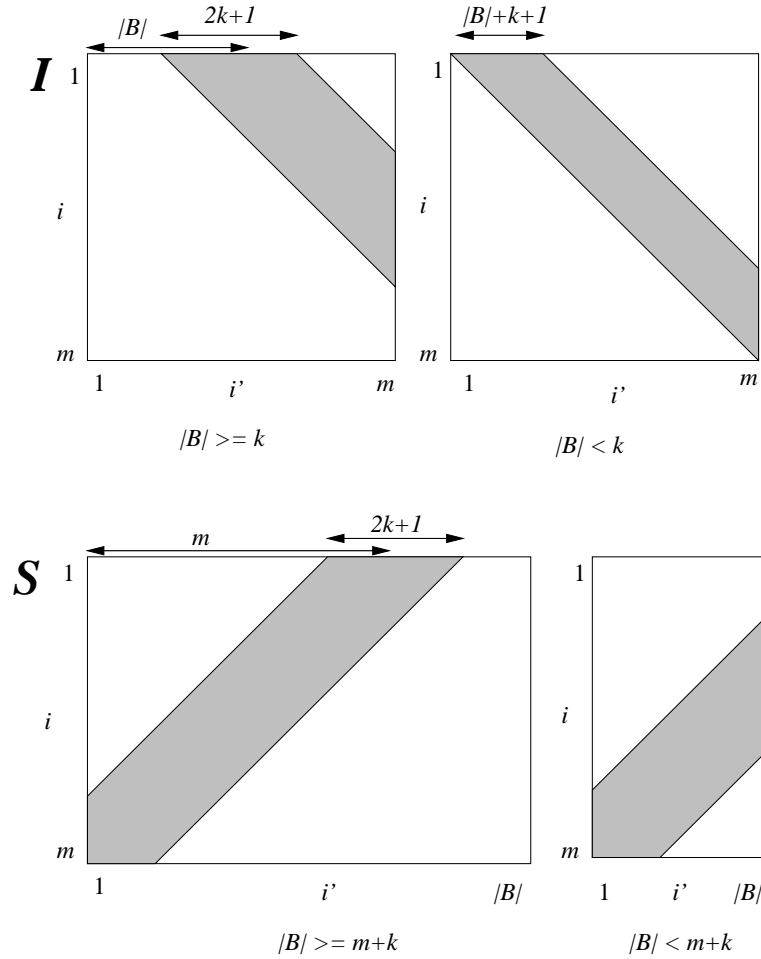 |B|
2k+1
|B|+k+1
I
1
1
i
i
m
m
1
i'
m
1
i'
m
|B| >= k
|B| < k
m
2k+1
S
1
1
i
i
m
m
1
i'
|B|
1
i'
|B|
|B| >= m+k
|B| < m+k